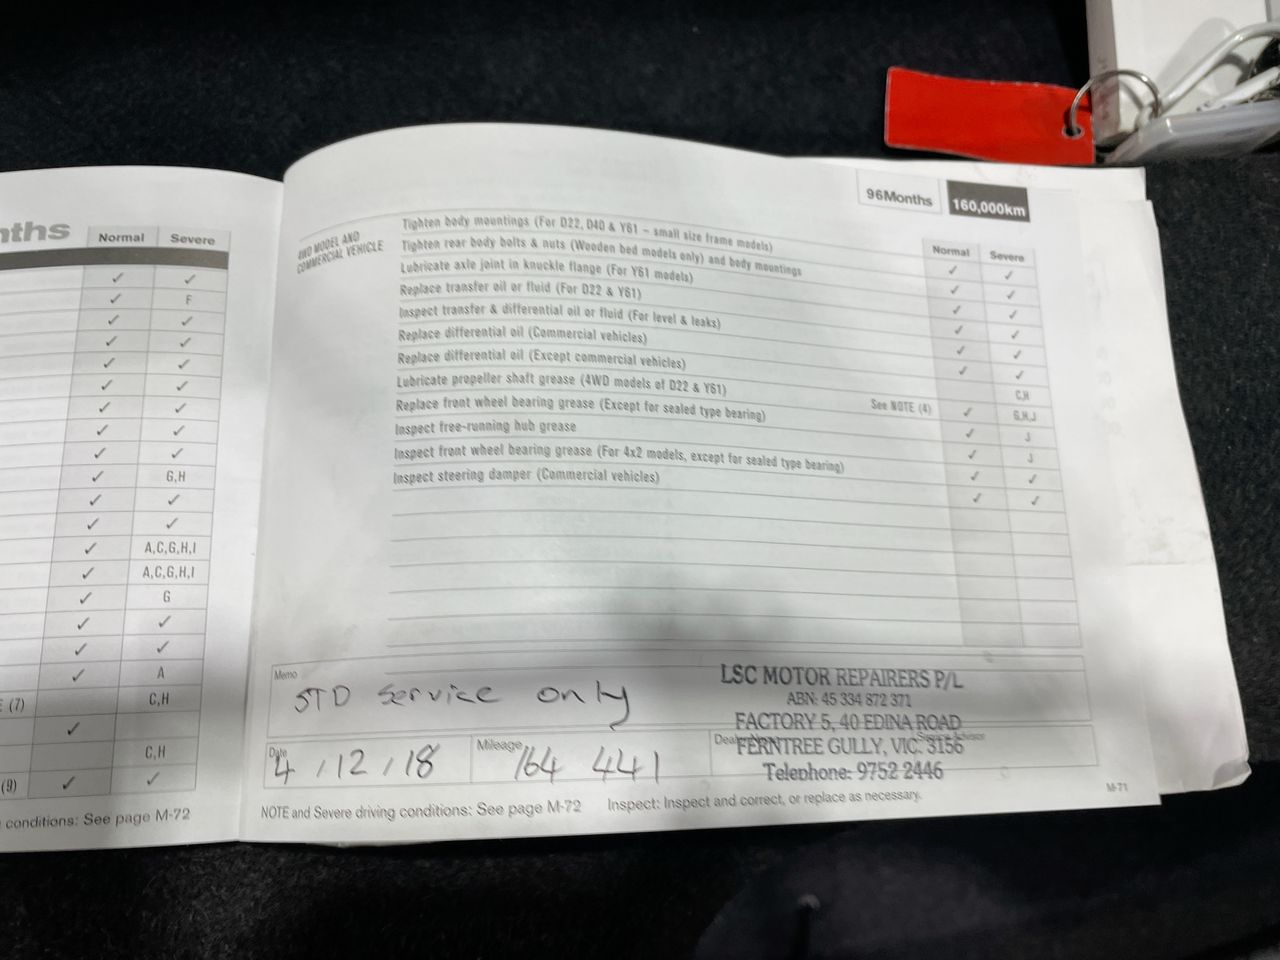 nths
Normal Severe
✓ ✓
✓ F
✓ ✓
✓ ✓
✓ ✓
✓ ✓
✓ ✓
✓ ✓
✓ ✓
✓ G,H
✓ ✓
✓ ✓
✓ A,C,G,H,I
✓ A,C,G,H,I
✓ G
✓ ✓
✓ ✓
✓ A
(7) C,H
✓
C,H
(9) ✓ ✓
conditions: See page M-72
96Months 160,000km
4WD MODEL AND
COMMERCIAL VEHICLE
Normal Severe
Tighten body mountings (For D22, D40 & Y61 – small size frame models) ✓ ✓
Tighten rear body bolts & nuts (Wooden bed models only) and body mountings ✓ ✓
Lubricate axle joint in knuckle flange (For Y61 models) ✓ ✓
Replace transfer oil or fluid (For D22 & Y61) ✓ ✓
Inspect transfer & differential oil or fluid (For level & leaks) ✓ ✓
Replace differential oil (Commercial vehicles) ✓ ✓
Replace differential oil (Except commercial vehicles) C,H
Lubricate propeller shaft grease (4WD models of D22 & Y61) See NOTE (4) ✓ G,H,J
Replace front wheel bearing grease (Except for sealed type bearing) ✓ J
Inspect free-running hub grease ✓ J
Inspect front wheel bearing grease (For 4x2 models, except for sealed type bearing) ✓ ✓
Inspect steering damper (Commercial vehicles) ✓ ✓
Memo
STD Service only
LSC MOTOR REPAIRERS P/L
ABN: 45 334 872 371
FACTORY 5, 40 EDINA ROAD
FERNTREE GULLY, VIC. 3156
Telephone: 9752 2446
Date
4 / 12 / 18
Mileage
164 441
Service Advisor
NOTE and Severe driving conditions: See page M-72 Inspect: Inspect and correct, or replace as necessary.
M-71